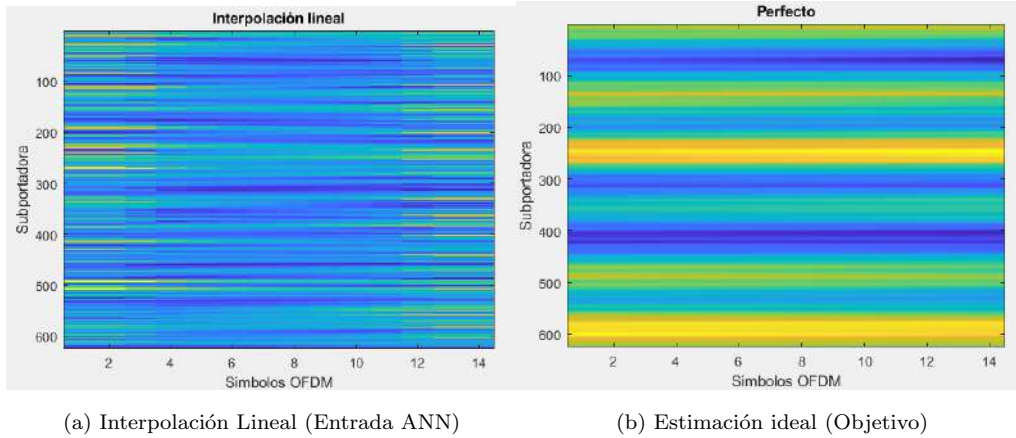 Interpolación lineal
Subportadora
100
200
300
400
500
600
2 4 6 8 10 12 14
Simbolos OFDM
(a) Interpolación Lineal (Entrada ANN)
Perfecto
Subportadora
100
200
300
400
500
600
2 4 6 8 10 12 14
Simbolos OFDM
(b) Estimación ideal (Objetivo)